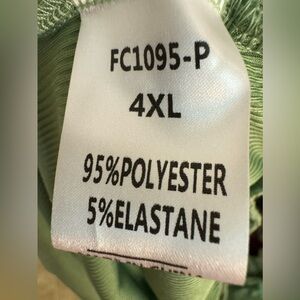 FC1095-P
4XL
95%POLYESTER
5%ELASTANE